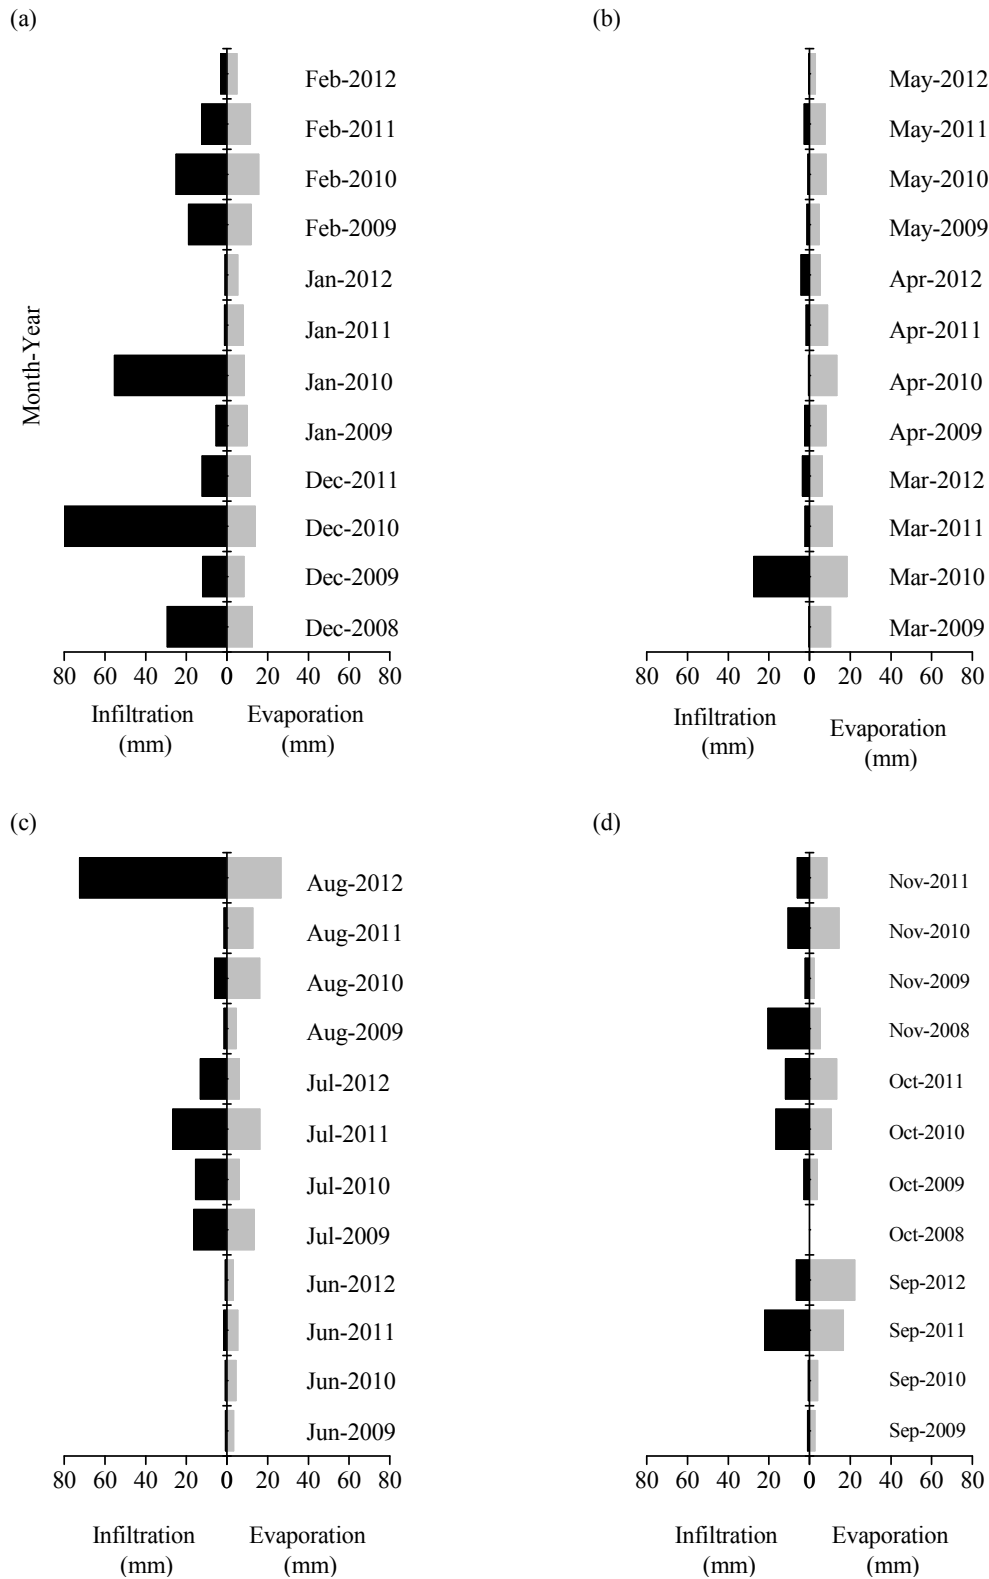 (a)
Month-Year
Feb-2012
Feb-2011
Feb-2010
Feb-2009
Jan-2012
Jan-2011
Jan-2010
Jan-2009
Dec-2011
Dec-2010
Dec-2009
Dec-2008
80 60 40 20 0 20 40 60 80
Infiltration Evaporation
(mm) (mm)
(b)
May-2012
May-2011
May-2010
May-2009
Apr-2012
Apr-2011
Apr-2010
Apr-2009
Mar-2012
Mar-2011
Mar-2010
Mar-2009
80 60 40 20 0 20 40 60 80
Infiltration Evaporation
(mm) (mm)
(c)
Aug-2012
Aug-2011
Aug-2010
Aug-2009
Jul-2012
Jul-2011
Jul-2010
Jul-2009
Jun-2012
Jun-2011
Jun-2010
Jun-2009
80 60 40 20 0 20 40 60 80
Infiltration Evaporation
(mm) (mm)
(d)
Nov-2011
Nov-2010
Nov-2009
Nov-2008
Oct-2011
Oct-2010
Oct-2009
Oct-2008
Sep-2012
Sep-2011
Sep-2010
Sep-2009
80 60 40 20 0 20 40 60 80
Infiltration Evaporation
(mm) (mm)